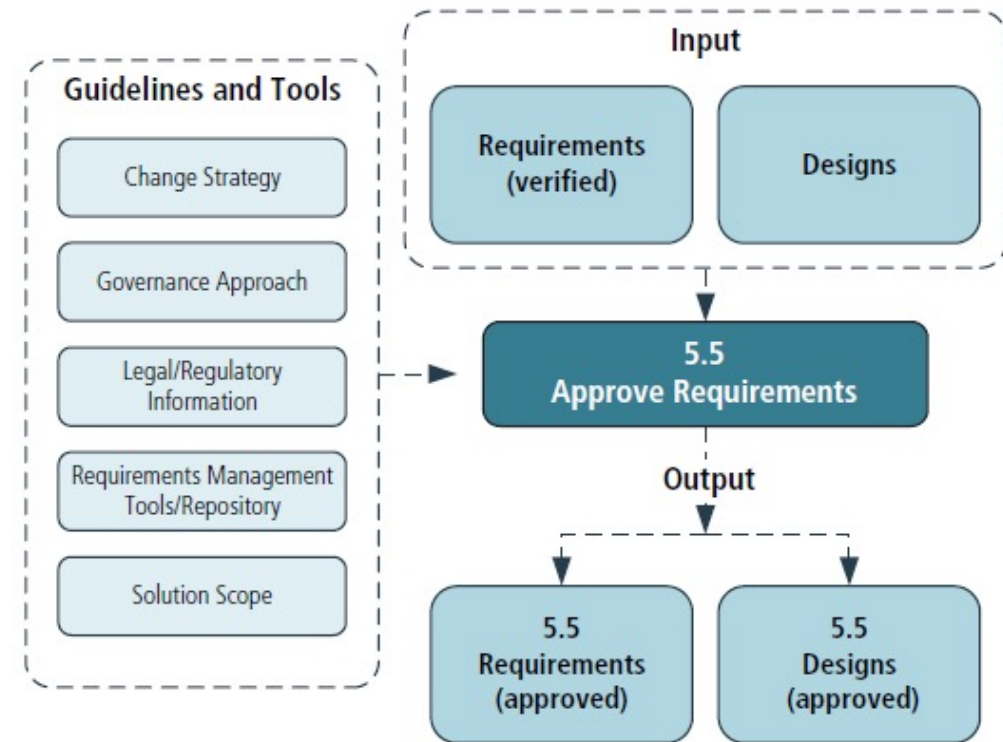 Guidelines and Tools
Change Strategy
Governance Approach
Legal/Regulatory
Information
Requirements Management
Tools/Repository
Solution Scope
Input
Requirements
(verified)
Designs
5.5
Approve Requirements
Output
5.5
Requirements
(approved)
5.5
Designs
(approved)